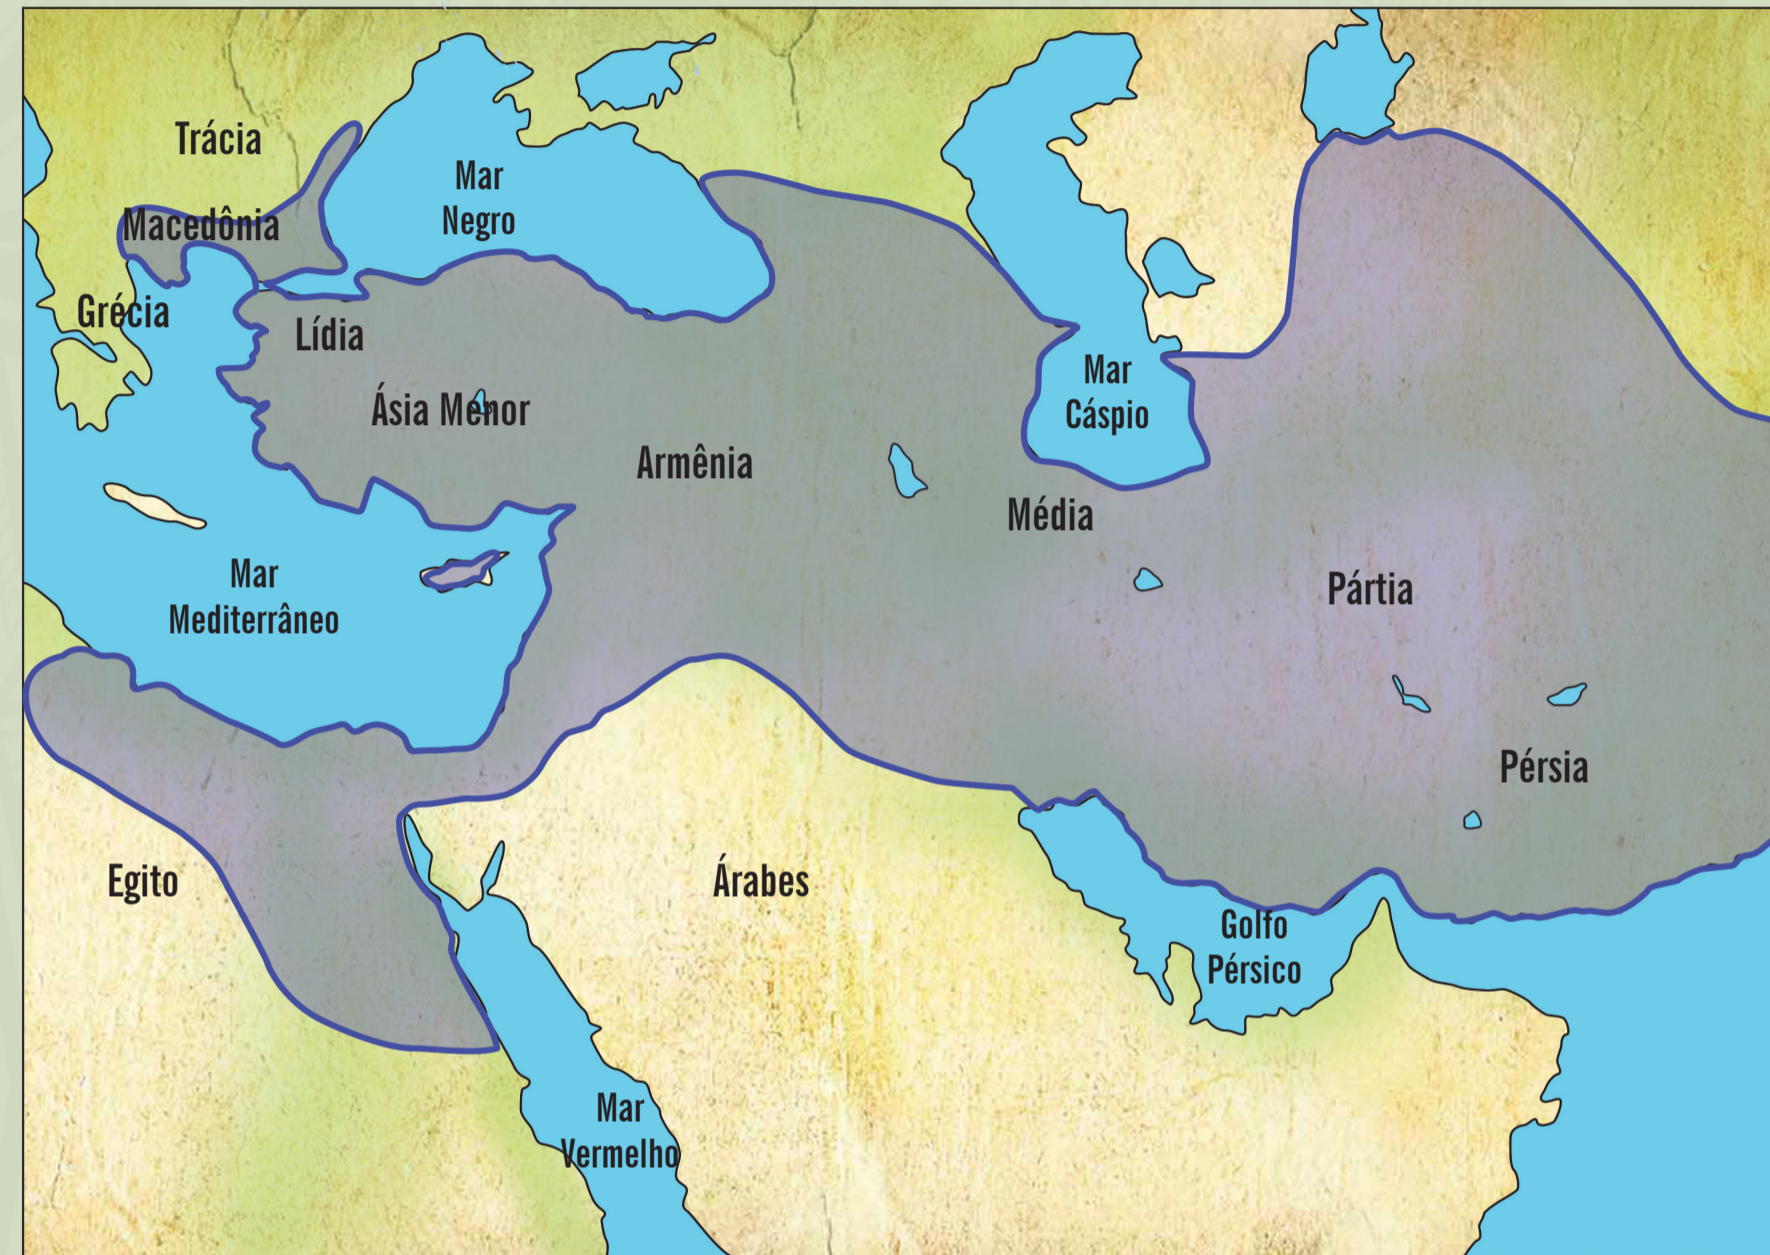 Trácia
Mar
Negro
Macedônia
Grécia
Lídia
Mar
Cáspio
Ásia Menor
Armênia
Média
Mar
Mediterrâneo
Pártia
Pérsia
Egito
Árabes
Golfo
Pérsico
Mar
Vermelho